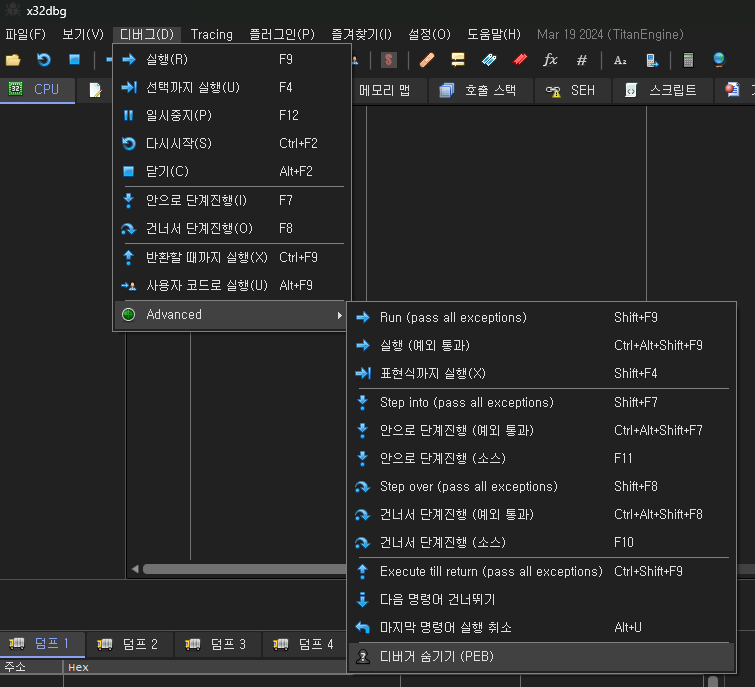 x32dbg
파일(F) 보기(V) 디버그(D) Tracing 플러그인(P) 즐겨찾기(I) 설정(O) 도움말(H) Mar 19 2024 (TitanEngine)
실행(R) F9
선택까지 실행(U) F4
일시중지(P) F12
다시시작(S) Ctrl+F2
닫기(C) Alt+F2
안으로 단계진행(I) F7
건너서 단계진행(O) F8
반환할 때까지 실행(X) Ctrl+F9
사용자 코드로 실행(U) Alt+F9
Advanced
fx # A₂
CPU 메모리 맵 호출 스택 SEH 스크립트
Run (pass all exceptions) Shift+F9
실행 (예외 통과) Ctrl+Alt+Shift+F9
표현식까지 실행(X) Shift+F4
Step into (pass all exceptions) Shift+F7
안으로 단계진행 (예외 통과) Ctrl+Alt+Shift+F7
안으로 단계진행 (소스) F11
Step over (pass all exceptions) Shift+F8
건너서 단계진행 (예외 통과) Ctrl+Alt+Shift+F8
건너서 단계진행 (소스) F10
Execute till return (pass all exceptions) Ctrl+Shift+F9
다음 명령어 건너뛰기
마지막 명령어 실행 취소 Alt+U
디버거 숨기기 (PEB)
덤프 1 덤프 2 덤프 3 덤프 4
주소 Hex